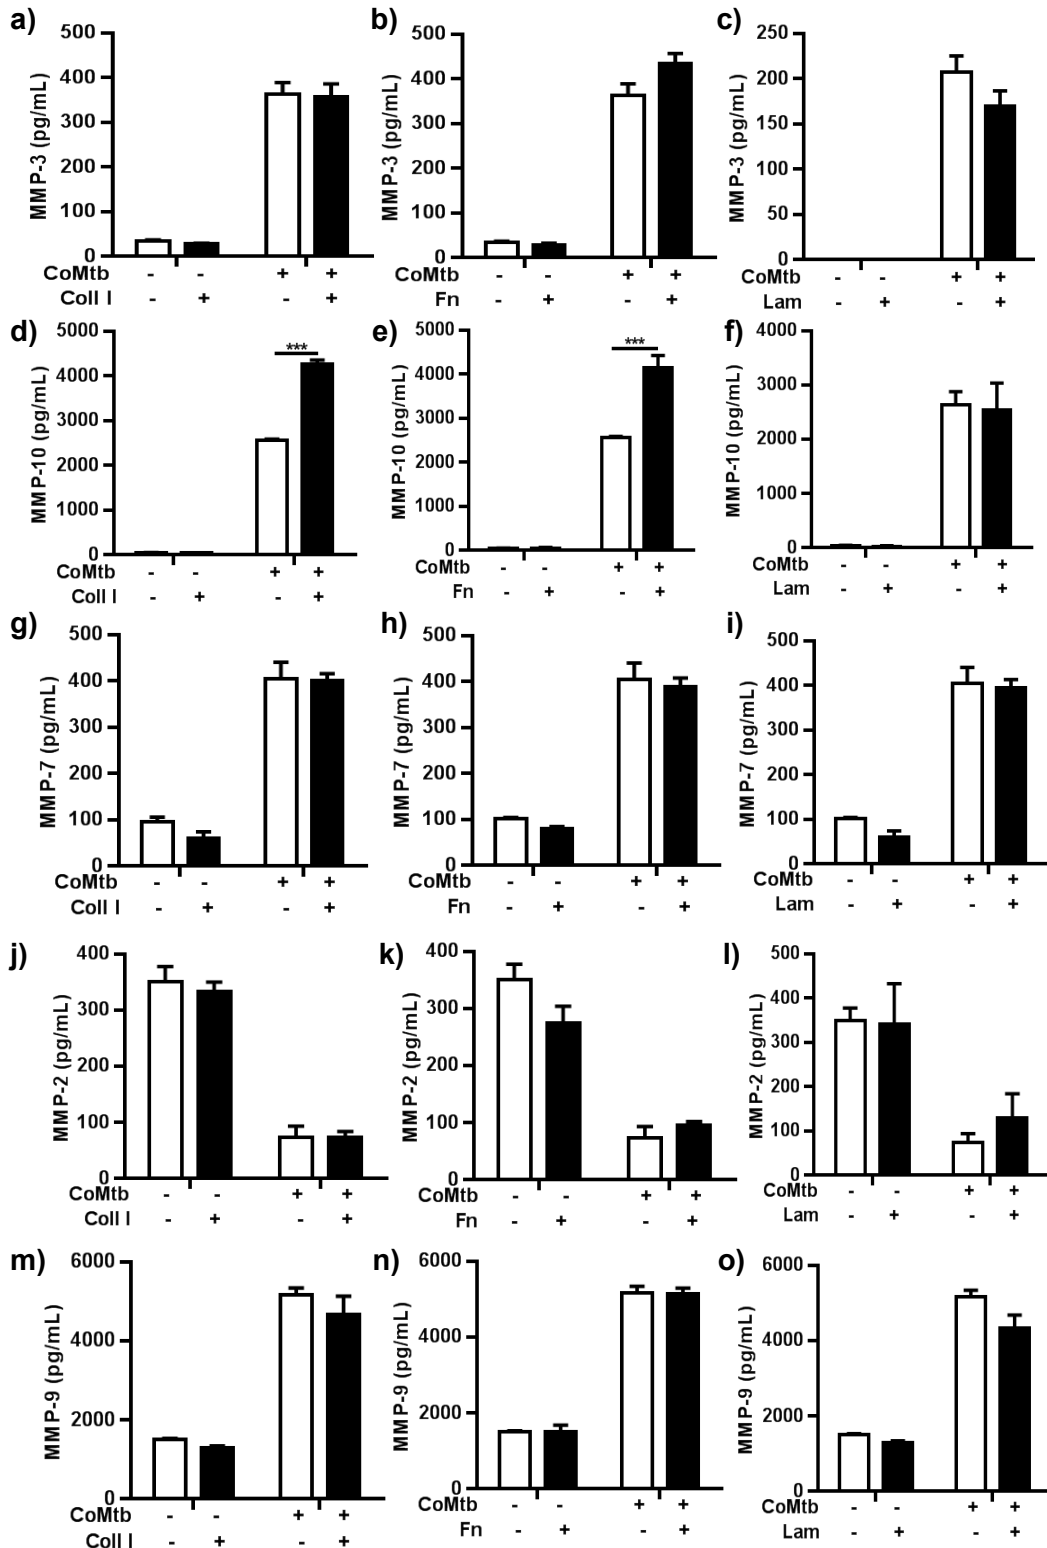 a)
500
400
300
200
100
0
MMP-3 (pg/mL)
CoMtb - - + +
Coll I - + - +
b)
500
400
300
200
100
0
MMP-3 (pg/mL)
CoMtb - - + +
Fn - + - +
c)
250
200
150
100
50
0
MMP-3 (pg/mL)
CoMtb - - + +
Lam - + - +
d)
5000
4000
3000
2000
1000
0
MMP-10 (pg/mL)
***
CoMtb - - + +
Coll I - + - +
e)
5000
4000
3000
2000
1000
0
MMP-10 (pg/mL)
***
CoMtb - - + +
Fn - + - +
f)
4000
3000
2000
1000
0
MMP-10 (pg/mL)
CoMtb - - + +
Lam - + - +
g)
500
400
300
200
100
0
MMP-7 (pg/mL)
CoMtb - - + +
Coll I - + - +
h)
500
400
300
200
100
0
MMP-7 (pg/mL)
CoMtb - - + +
Fn - + - +
i)
500
400
300
200
100
0
MMP-7 (pg/mL)
CoMtb - - + +
Lam - + - +
j)
400
300
200
100
0
MMP-2 (pg/mL)
CoMtb - - + +
Coll I - + - +
k)
400
300
200
100
0
MMP-2 (pg/mL)
CoMtb - - + +
Fn - + - +
l)
500
400
300
200
100
0
MMP-2 (pg/mL)
CoMtb - - + +
Lam - + - +
m)
6000
4000
2000
0
MMP-9 (pg/mL)
CoMtb - - + +
Coll I - + - +
n)
6000
4000
2000
0
MMP-9 (pg/mL)
CoMtb - - + +
Fn - + - +
o)
6000
4000
2000
0
MMP-9 (pg/mL)
CoMtb - - + +
Lam - + - +